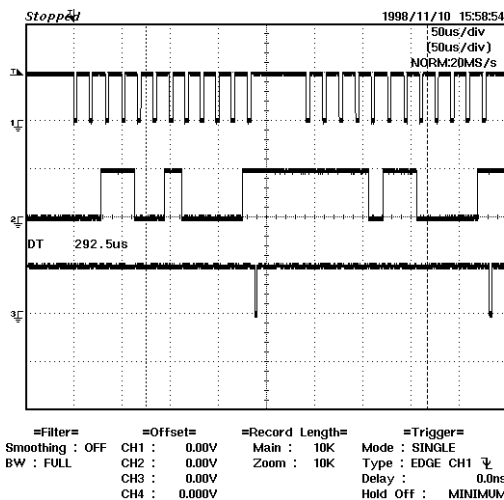 Stopped 1998/11/10 15:58:54
50us/div
(50us/div)
NORM:20MS/s
1
2
DT 292.5us
3
=Filter= =Offset= =Record Length= =Trigger=
Smoothing : OFF CH1 : 0.00V Main : 10K Mode : SINGLE
BW : FULL CH2 : 0.00V Zoom : 10K Type : EDGE CH1
CH3 : 0.00V Delay : 0.0ns
CH4 : 0.000V Hold Off : MINIMUM